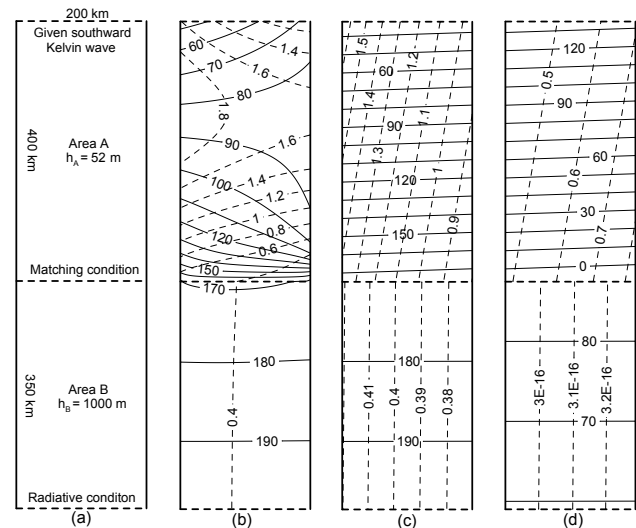 200 km
Given southward
Kelvin wave
400 km
Area A
h_A = 52 m
Matching condition
350 km
Area B
h_B = 1000 m
Radiative conditon
(a)
60
1.4
70
1.6
80
1.8
90
1.6
100
1.4
1.2
1
120
0.8
0.6
150
170
180
0.4
190
(b)
1.5
1.2
60
1.4
1.1
90
1.3
120
1
0.9
150
180
0.41
0.4
0.39
0.38
190
(c)
120
0.5
90
60
0.6
30
0.7
0
80
3E-16
3.1E-16
3.2E-16
70
(d)